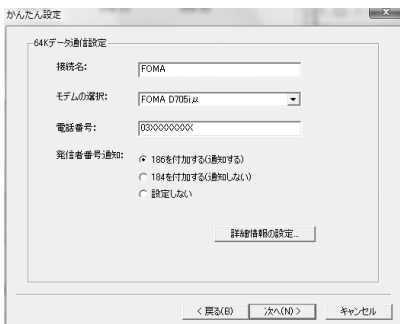 かんたん設定
64Kデータ通信設定
接続名: FOMA
モデムの選択: FOMA D705iμ
電話番号: 03XXXXXXXX
発信者番号通知: 186を付加する(通知する)
184を付加する(通知しない)
設定しない
詳細情報の設定...
< 戻る(B) 次へ(N) > キャンセル